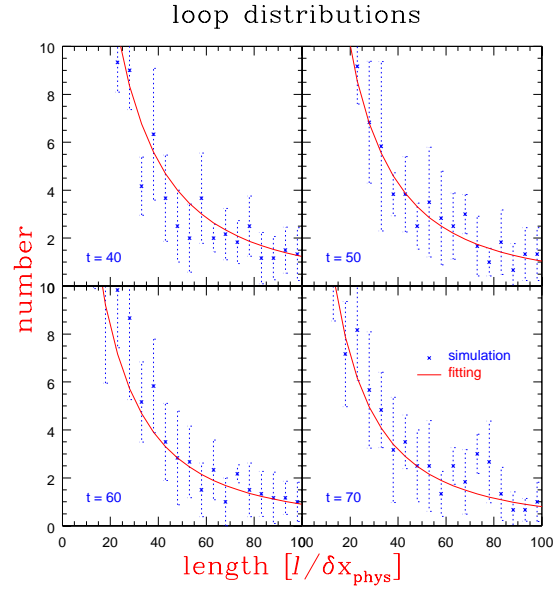 loop distributions
10
8
6
4
2
t = 40
t = 50
number
10
8
6
4
2
0
simulation
fitting
t = 60
t = 70
0 20 40 60 80 100 20 40 60 80 100
length [l/δx_phys]